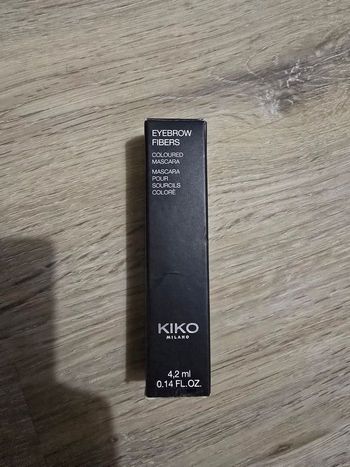 EYEBROW
FIBERS
COLOURED
MASCARA
MASCARA
POUR
SOURCILS
COLORÉ
KIKO
MILANO
4,2 ml
0.14 FL.OZ.